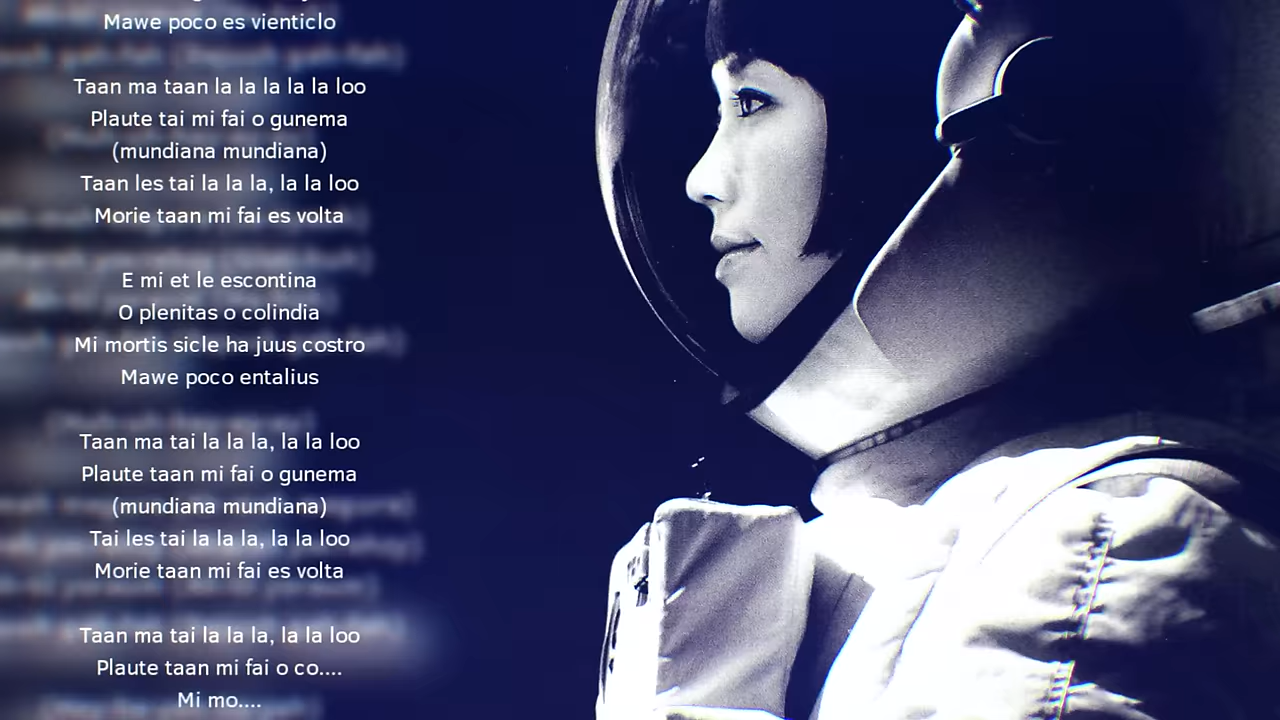 Mawe poco es vienticlo
Taan ma taan la la la la la loo
Plaute tai mi fai o gunema
(mundiana mundiana)
Taan les tai la la la, la la loo
Morie taan mi fai es volta
E mi et le escontina
O plenitas o colindia
Mi mortis sicle ha juus costro
Mawe poco entalius
Taan ma tai la la la, la la loo
Plaute taan mi fai o gunema
(mundiana mundiana)
Tai les tai la la la, la la loo
Morie taan mi fai es volta
Taan ma tai la la la, la la loo
Plaute taan mi fai o co....
Mi mo....